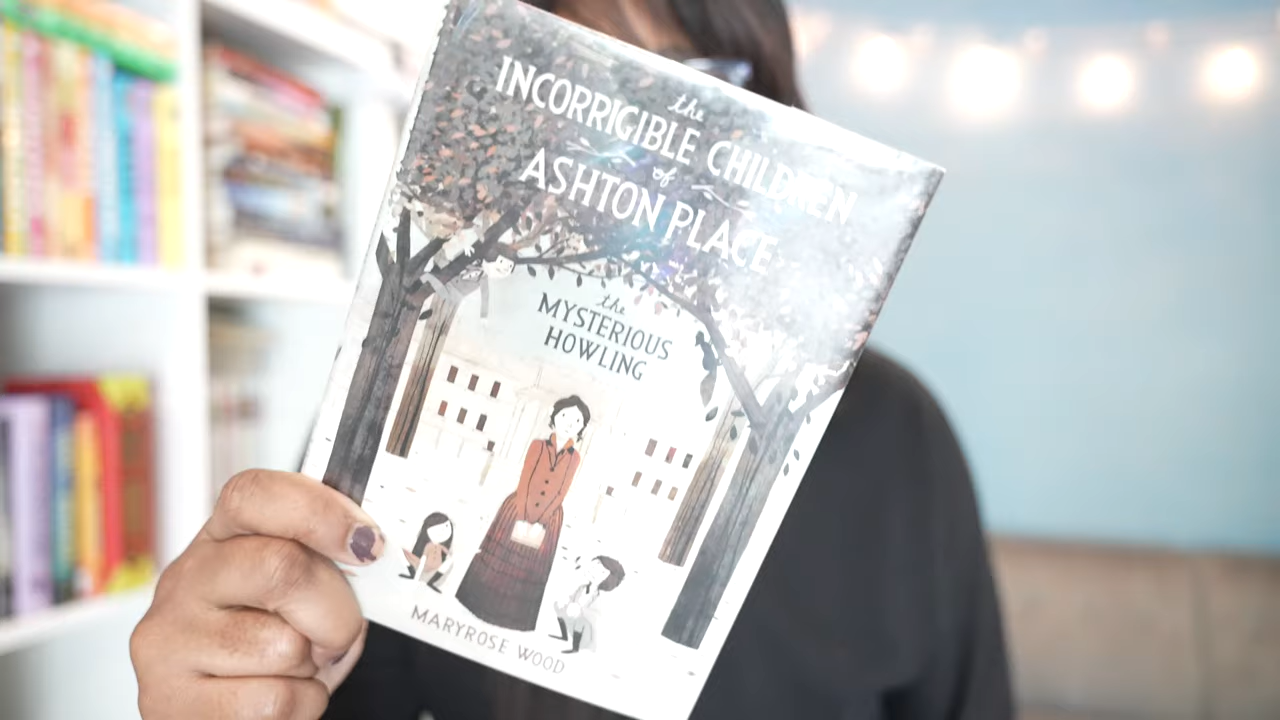 the
INCORRIGIBLE CHILDREN
of
ASHTON PLACE
the
MYSTERIOUS
HOWLING
MARYROSE WOOD